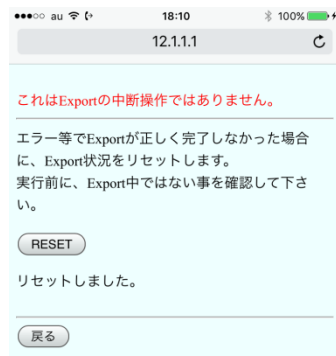 au 18:10 100%
12.1.1.1
これはExportの中断操作ではありません。
エラー等でExportが正しく完了しなかった場合
に、Export状況をリセットします。
実行前に、Export中ではない事を確認して下さ
い。
RESET
リセットしました。
戻る